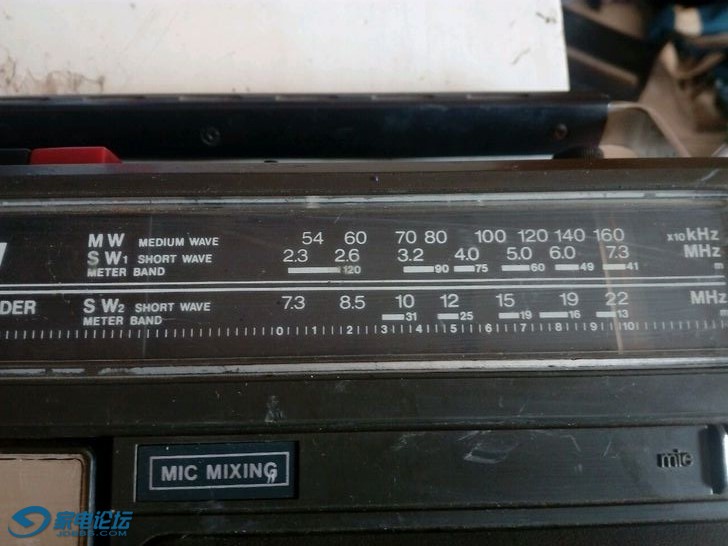 MW MEDIUM WAVE 54 60 70 80 100 120 140 160 x10 kHz
SW1 SHORT WAVE 2.3 2.6 3.2 4.0 5.0 6.0 7.3 MHz
METER BAND 120 90 75 60 49 41
DER SW2 SHORT WAVE 7.3 8.5 10 12 15 19 22 MHz
METER BAND 31 25 19 16 13
0 1 2 3 4 5 6 7 8 9 10
MIC MIXING
mic
家电论坛
JDBBS.COM